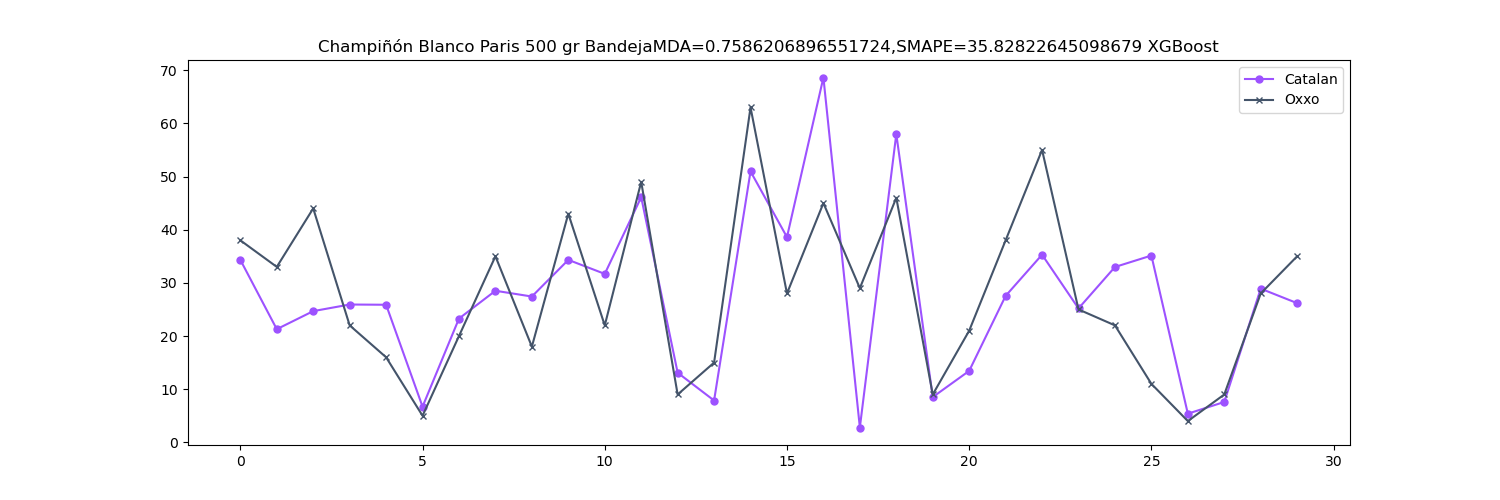 Champiñón Blanco Paris 500 gr BandejaMDA=0.7586206896551724,SMAPE=35.82822645098679 XGBoost
Catalan
Oxxo
70
60
50
40
30
20
10
0
0 5 10 15 20 25 30